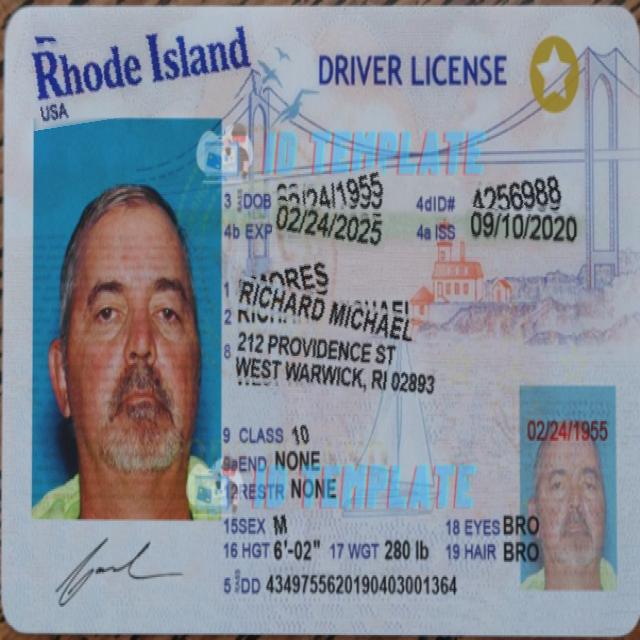 Rhode Island
USA
DRIVER LICENSE
ID TEMPLATE
3 DOB 02/24/1955
4d ID# 4256988
4b EXP 02/24/2025
4a ISS 09/10/2020
1
2 RICHARD MICHAEL
8 212 PROVIDENCE ST
WEST WARWICK, RI 02893
9 CLASS 10
9a END NONE
ID TEMPLATE
12 RESTR NONE
02/24/1955
15 SEX M
18 EYES BRO
16 HGT 6'-02" 17 WGT 280 lb
19 HAIR BRO
5 DD 4349755620190403001364